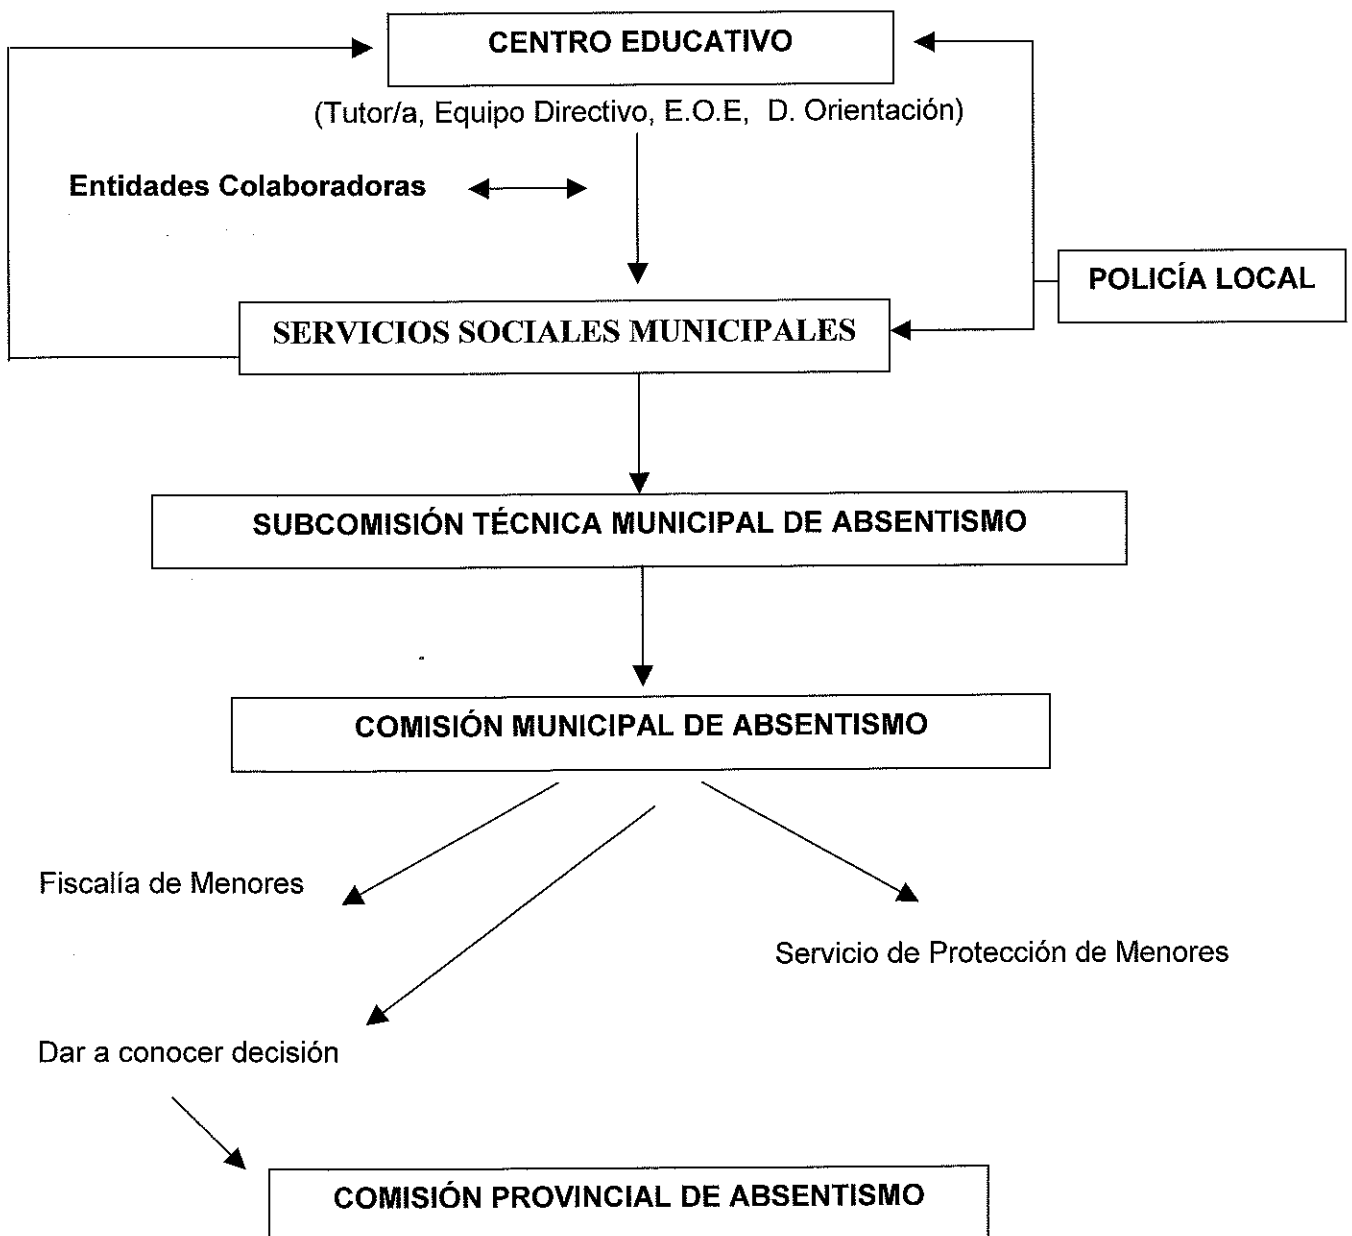 CENTRO EDUCATIVO
(Tutor/a, Equipo Directivo, E.O.E, D. Orientación)
Entidades Colaboradoras
POLICÍA LOCAL
SERVICIOS SOCIALES MUNICIPALES
SUBCOMISIÓN TÉCNICA MUNICIPAL DE ABSENTISMO
COMISIÓN MUNICIPAL DE ABSENTISMO
Fiscalía de Menores
Servicio de Protección de Menores
Dar a conocer decisión
COMISIÓN PROVINCIAL DE ABSENTISMO